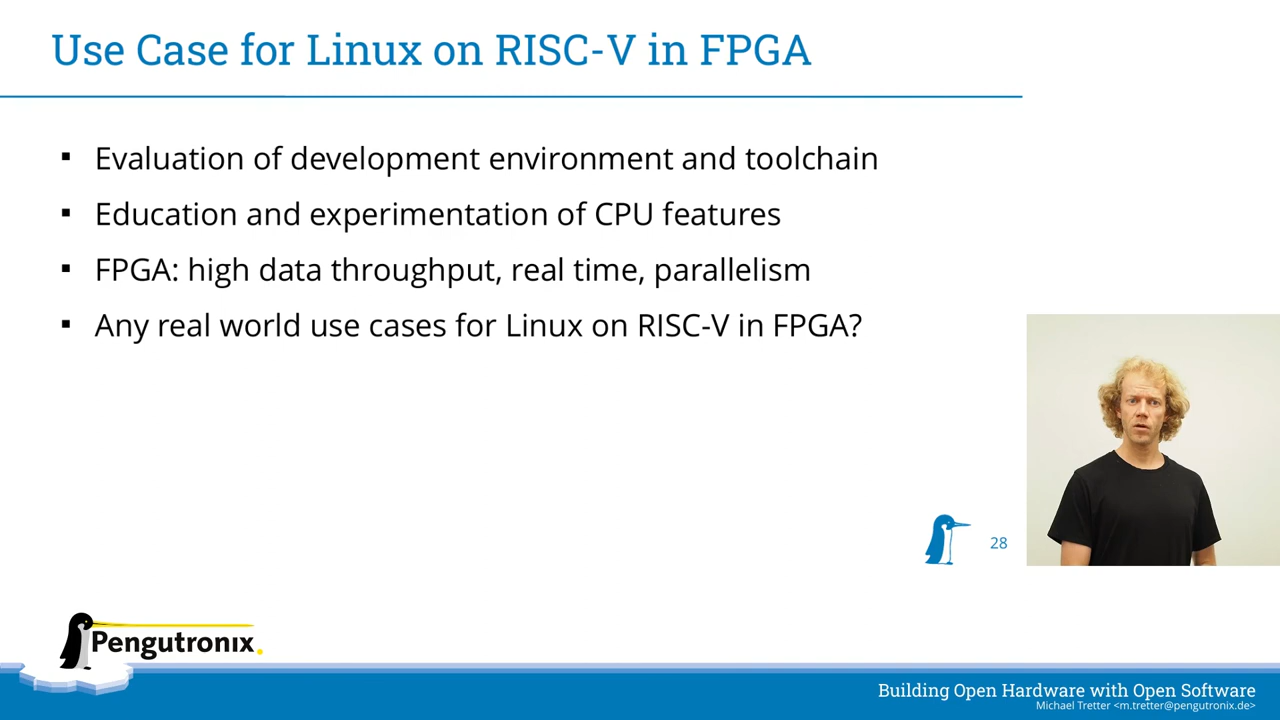 Use Case for Linux on RISC-V in FPGA
▪ Evaluation of development environment and toolchain
▪ Education and experimentation of CPU features
▪ FPGA: high data throughput, real time, parallelism
▪ Any real world use cases for Linux on RISC-V in FPGA?
28
Pengutronix.
Building Open Hardware with Open Software
Michael Tretter <m.tretter@pengutronix.de>